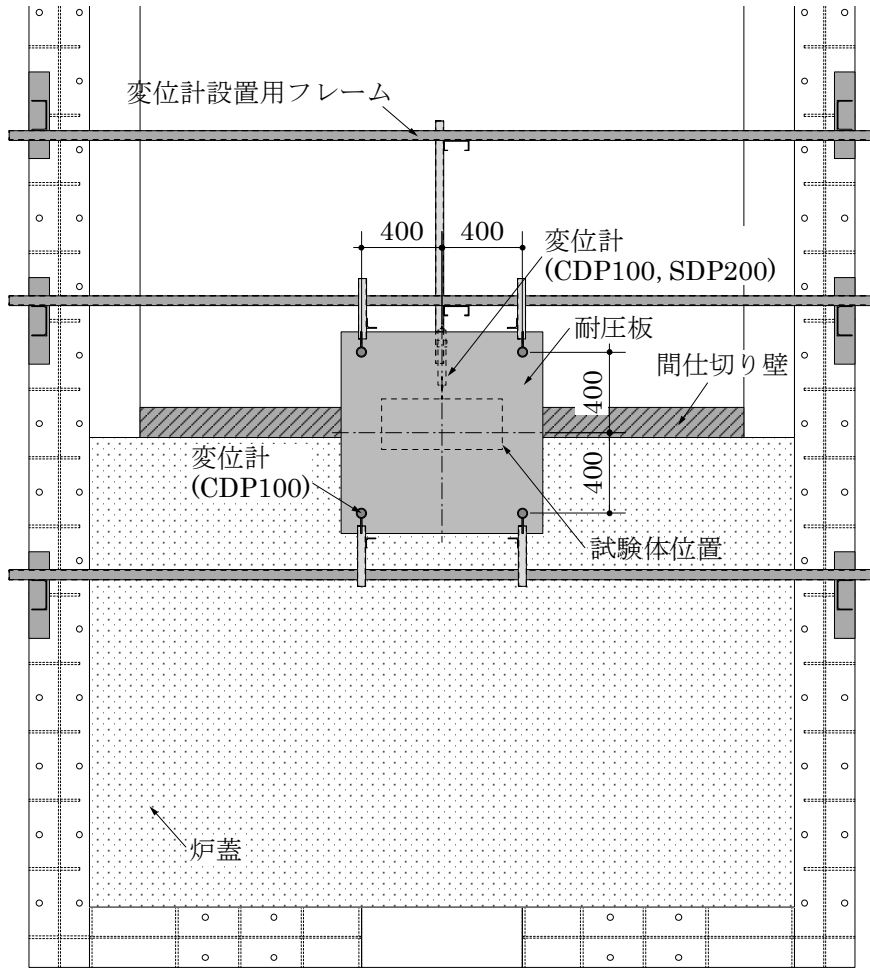 変位計設置用フレーム
400
400
変位計
(CDP100, SDP200)
耐圧板
間仕切り壁
400
変位計
(CDP100)
400
試験体位置
炉蓋